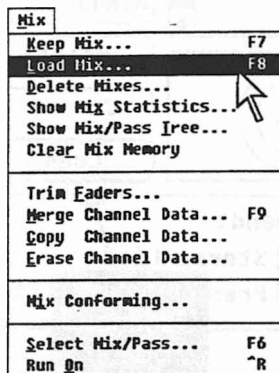 Mix
Keep Mix... F7
Load Mix... F8
Delete Mixes...
Show Mix Statistics...
Show Mix/Pass Tree...
Clear Mix Memory
Trim Faders...
Merge Channel Data... F9
Copy Channel Data...
Erase Channel Data...
Mix Conforming...
Select Mix/Pass... F6
Run On ^R